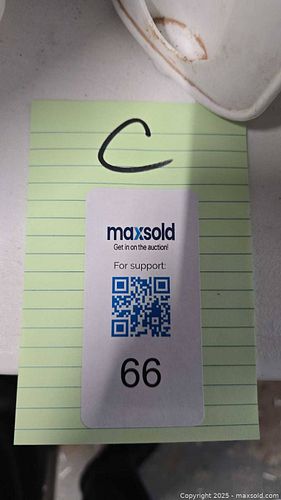 C
maxsold
Get in on the auction!
For support:
66
Copyright © 2025 - maxsold.com